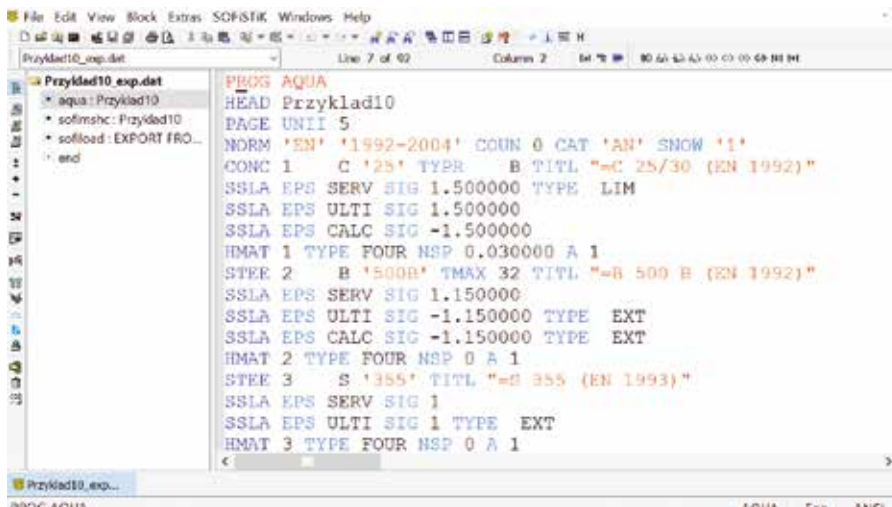 File Edit View Block Extras SOFiSTiK Windows Help
Przyklad10_exp.dat Line 7 of 92 Column 2
Przyklad10_exp.dat
aqua : Przyklad10
sofimshc : Przyklad10
sofiload : EXPORT FRO...
end
PROG AQUA
HEAD Przyklad10
PAGE UNII 5
NORM 'EN' '1992-2004' COUN 0 CAT 'AN' SNOW '1'
CONC 1 C '25' TYPR B TITL "=C 25/30 (EN 1992)"
SSLA EPS SERV SIG 1.500000 TYPE LIM
SSLA EPS ULTI SIG 1.500000
SSLA EPS CALC SIG -1.500000
HMAT 1 TYPE FOUR NSP 0.030000 A 1
STEE 2 B '500B' TMAX 32 TITL "=B 500 B (EN 1992)"
SSLA EPS SERV SIG 1.150000
SSLA EPS ULTI SIG -1.150000 TYPE EXT
SSLA EPS CALC SIG -1.150000 TYPE EXT
HMAT 2 TYPE FOUR NSP 0 A 1
STEE 3 S '355' TITL "=S 355 (EN 1993)"
SSLA EPS SERV SIG 1
SSLA EPS ULTI SIG 1 TYPE EXT
HMAT 3 TYPE FOUR NSP 0 A 1
Przyklad10_exp...
PROG AQUA AQUA Eng ANSI